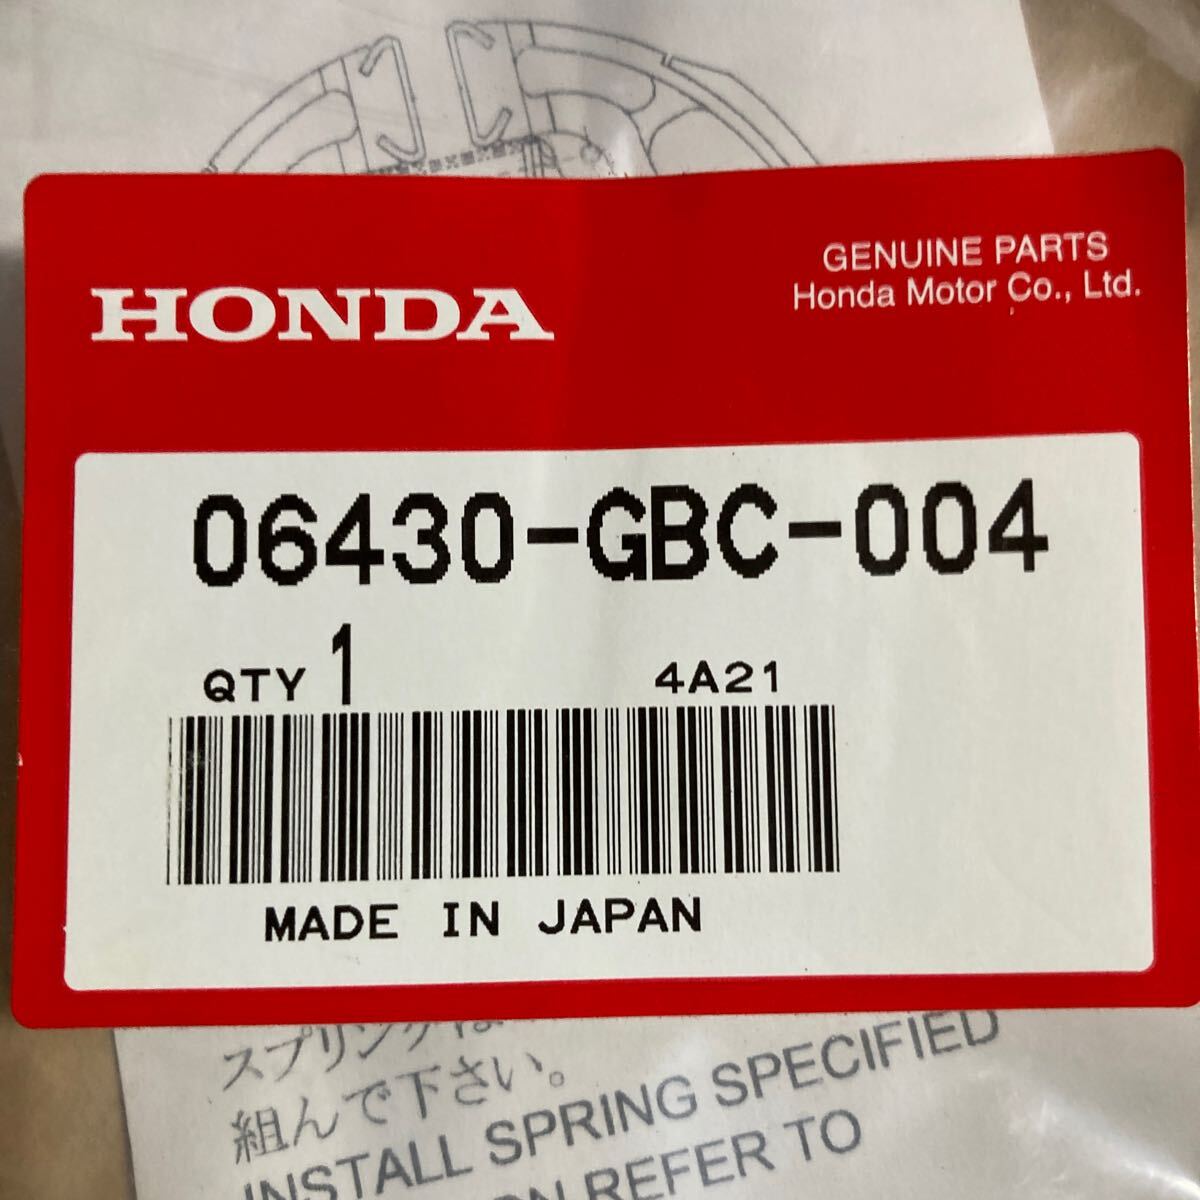 HONDA
GENUINE PARTS
Honda Motor Co., Ltd.
06430-GBC-004
QTY 1
4A21
MADE IN JAPAN
スプリングは
組んで下さい。
INSTALL SPRING SPECIFIED
REFER TO